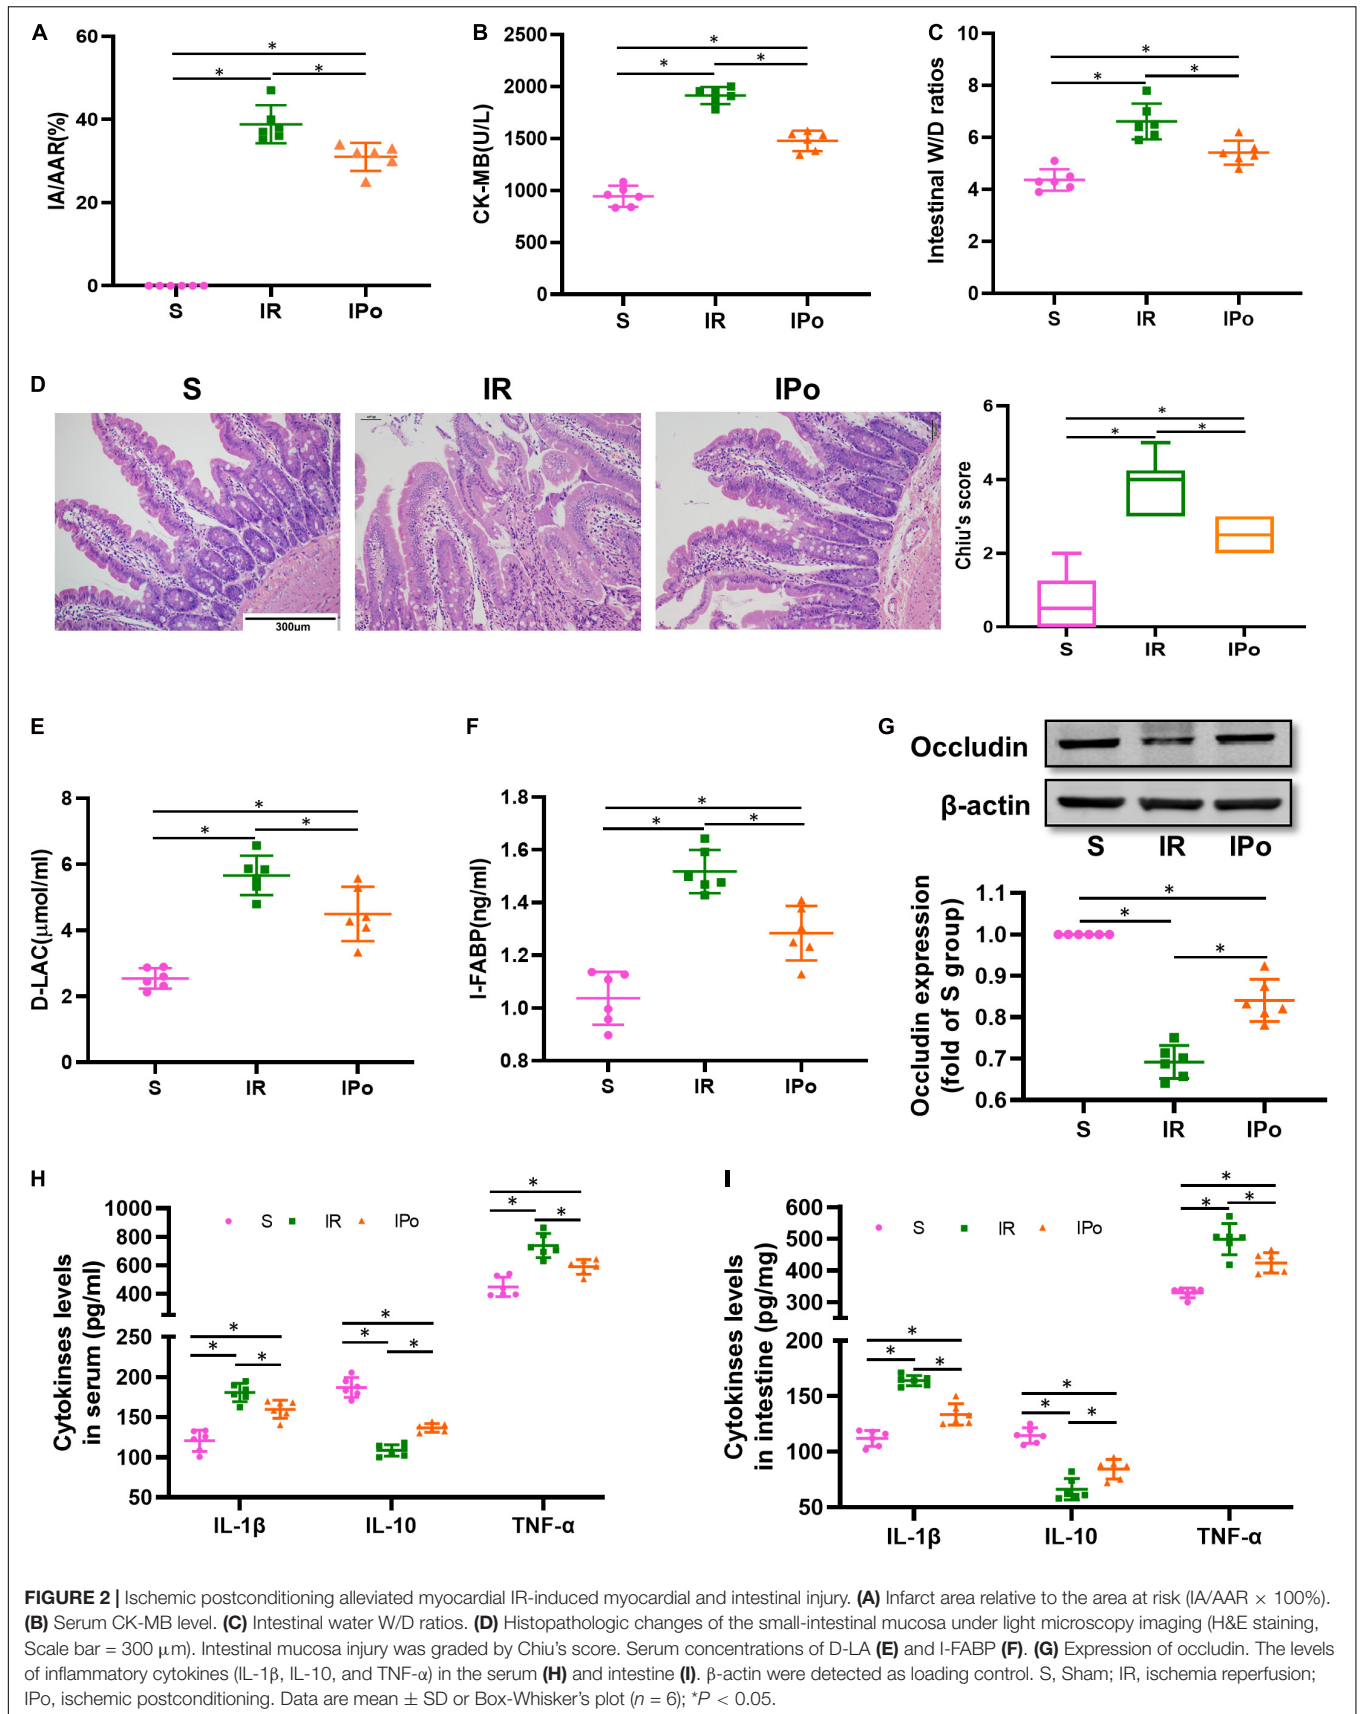 A
IA/AAR(%)
60
40
20
0
S
IR
IPo
*
*
*
B
CK-MB(U/L)
2500
2000
1500
1000
500
0
S
IR
IPo
*
*
*
C
Intestinal W/D ratios
10
8
6
4
2
0
S
IR
IPo
*
*
*
D
S
IR
IPo
300um
Chiu's score
6
4
2
0
S
IR
IPo
*
*
*
E
D-LAC(μmol/ml)
8
6
4
2
0
S
IR
IPo
*
*
*
F
I-FABP(ng/ml)
1.8
1.6
1.4
1.2
1.0
0.8
S
IR
IPo
*
*
*
G
Occludin
β-actin
S IR IPo
Occludin expression
(fold of S group)
1.1
1.0
0.9
0.8
0.7
0.6
S
IR
IPo
*
*
*
H
Cytokinses levels
in serum (pg/ml)
1000
800
600
400
250
200
150
100
50
S IR IPo
*
*
*
*
*
*
*
*
*
IL-1β
IL-10
TNF-α
I
Cytokinses levels
in intestine (pg/mg)
600
500
400
300
200
150
100
50
S IR IPo
*
*
*
*
*
*
*
*
*
IL-1β
IL-10
TNF-α
FIGURE 2 | Ischemic postconditioning alleviated myocardial IR-induced myocardial and intestinal injury. (A) Infarct area relative to the area at risk (IA/AAR × 100%).
(B) Serum CK-MB level. (C) Intestinal water W/D ratios. (D) Histopathologic changes of the small-intestinal mucosa under light microscopy imaging (H&E staining,
Scale bar = 300 μm). Intestinal mucosa injury was graded by Chiu's score. Serum concentrations of D-LA (E) and I-FABP (F). (G) Expression of occludin. The levels
of inflammatory cytokines (IL-1β, IL-10, and TNF-α) in the serum (H) and intestine (I). β-actin were detected as loading control. S, Sham; IR, ischemia reperfusion;
IPo, ischemic postconditioning. Data are mean ± SD or Box-Whisker's plot (n = 6); *P < 0.05.